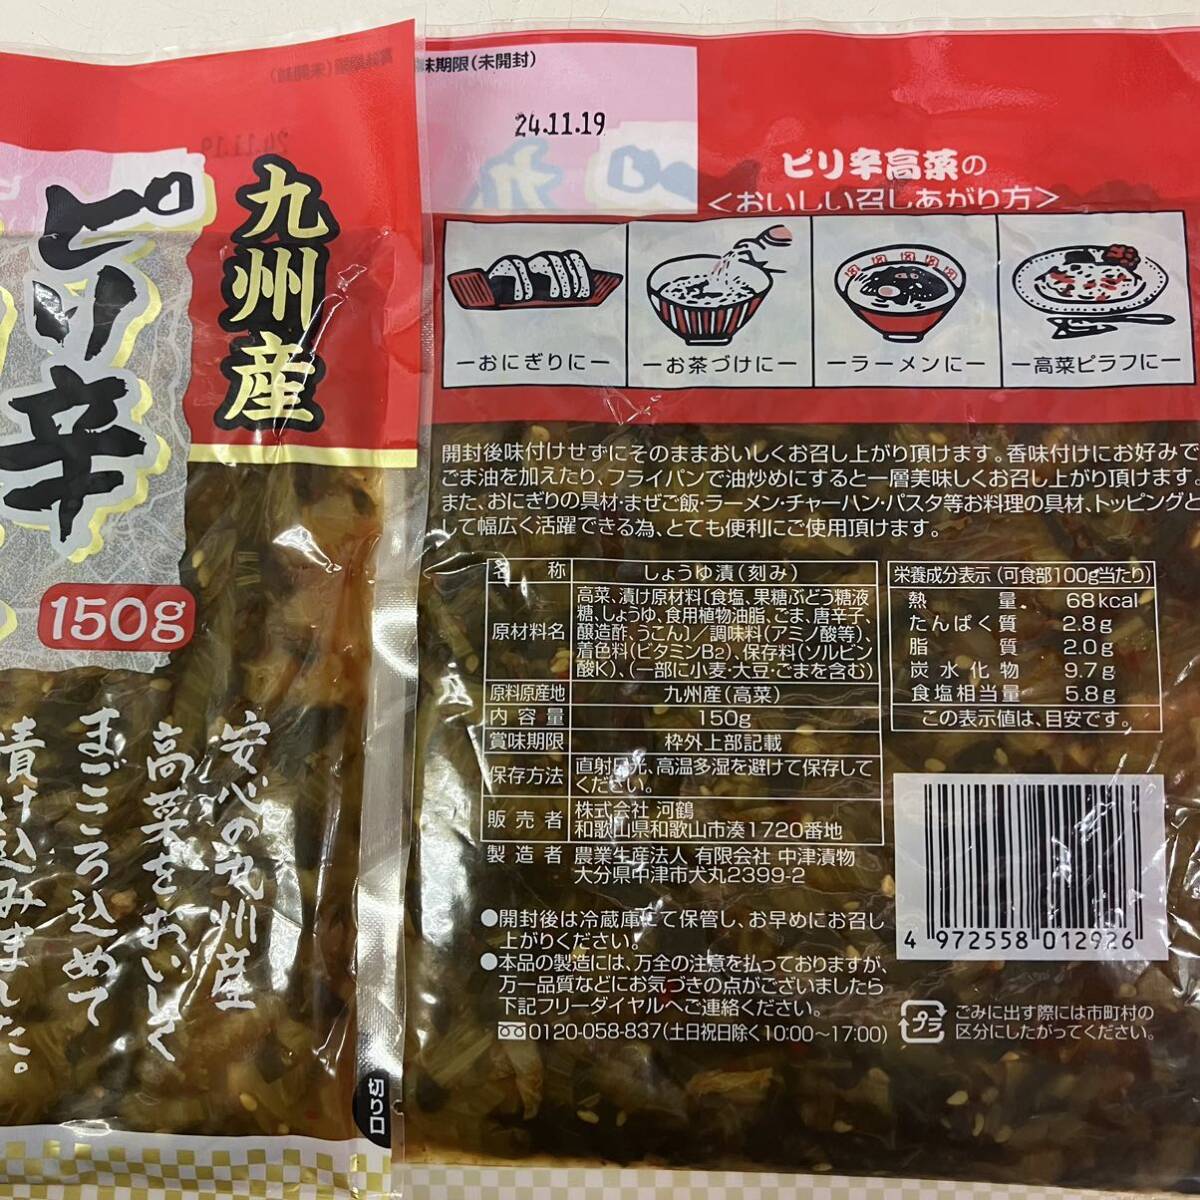 九州産
ピリ辛
150g
安心の九州産
高菜をおいしく
まごころ込めて
漬け込みました。
切り口
味期限(未開封)
24.11.19
ピリ辛高菜の
<おいしい召しあがり方>
ーおにぎりにー
ーお茶づけにー
ーラーメンにー
ー高菜ピラフにー
開封後味付けせずにそのままおいしくお召し上がり頂けます。香味付けにお好みで
ごま油を加えたり、フライパンで油炒めにすると一層美味しくお召し上がり頂けます。
また、おにぎりの具材・まぜご飯・ラーメン・チャーハン・パスタ等お料理の具材、トッピングと
して幅広く活躍できる為、とても便利にご使用頂けます。
名称 しょうゆ漬(刻み)
原材料名 高菜、漬け原材料〔食塩、果糖ぶどう糖液
糖、しょうゆ、食用植物油脂、ごま、唐辛子、
醸造酢、うこん〕/調味料(アミノ酸等)、
着色料(ビタミンB2)、保存料(ソルビン
酸K)、(一部に小麦・大豆・ごまを含む)
原料原産地 九州産(高菜)
内容量 150g
賞味期限 枠外上部記載
保存方法 直射日光、高温多湿を避けて保存して
ください。
販売者 株式会社 河鶴
和歌山県和歌山市湊1720番地
製造者 農業生産法人 有限会社 中津漬物
大分県中津市犬丸2399-2
栄養成分表示(可食部100g当たり)
熱量 68kcal
たんぱく質 2.8g
脂質 2.0g
炭水化物 9.7g
食塩相当量 5.8g
この表示値は、目安です。
●開封後は冷蔵庫にて保管し、お早めにお召し
上がりください。
●本品の製造には、万全の注意を払っておりますが、
万一品質などにお気づきの点がございましたら
下記フリーダイヤルへご連絡ください。
0120-058-837(土日祝日除く10:00〜17:00)
4 972558 012926
プラ
ごみに出す際には市町村の
区分にしたがってください。